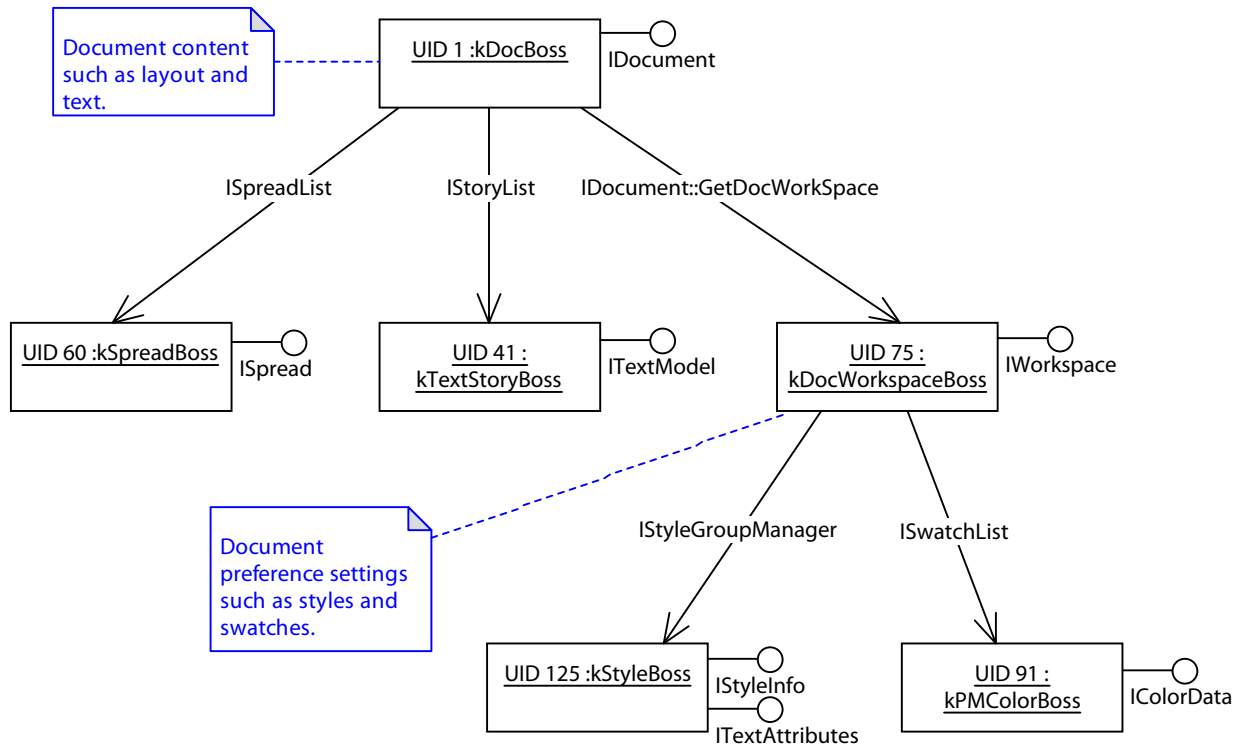 Document content
such as layout and
text.
UID 1 :kDocBoss
IDocument
ISpreadList
IStoryList
IDocument::GetDocWorkSpace
UID 60 :kSpreadBoss
ISpread
UID 41 :
kTextStoryBoss
ITextModel
UID 75 :
kDocWorkspaceBoss
IWorkspace
Document
preference settings
such as styles and
swatches.
IStyleGroupManager
ISwatchList
UID 125 :kStyleBoss
IStyleInfo
ITextAttributes
UID 91 :
kPMColorBoss
IColorData